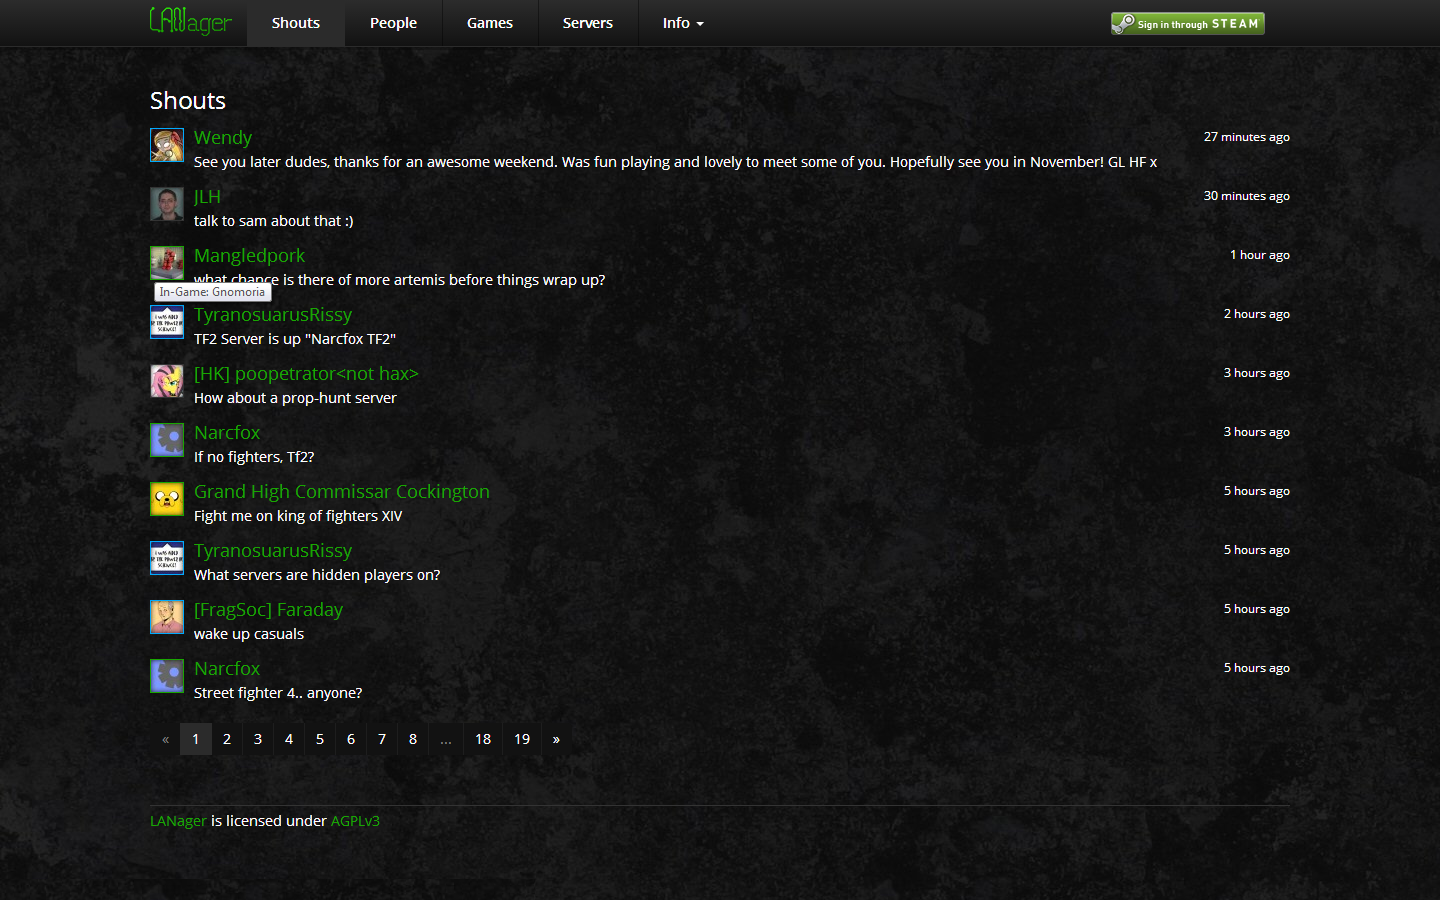 LANager
Shouts
People
Games
Servers
Info
Sign in through STEAM
Shouts
Wendy
27 minutes ago
See you later dudes, thanks for an awesome weekend. Was fun playing and lovely to meet some of you. Hopefully see you in November! GL HF x
JLH
30 minutes ago
talk to sam about that :)
Mangledpork
1 hour ago
what chance is there of more artemis before things wrap up?
In-Game: Gnomoria
TyranosuarusRissy
2 hours ago
TF2 Server is up "Narcfox TF2"
[HK] poopetrator<not hax>
3 hours ago
How about a prop-hunt server
Narcfox
3 hours ago
If no fighters, Tf2?
Grand High Commissar Cockington
5 hours ago
Fight me on king of fighters XIV
TyranosuarusRissy
5 hours ago
What servers are hidden players on?
[FragSoc] Faraday
5 hours ago
wake up casuals
Narcfox
5 hours ago
Street fighter 4.. anyone?
« 1 2 3 4 5 6 7 8 ... 18 19 »
LANager is licensed under AGPLv3